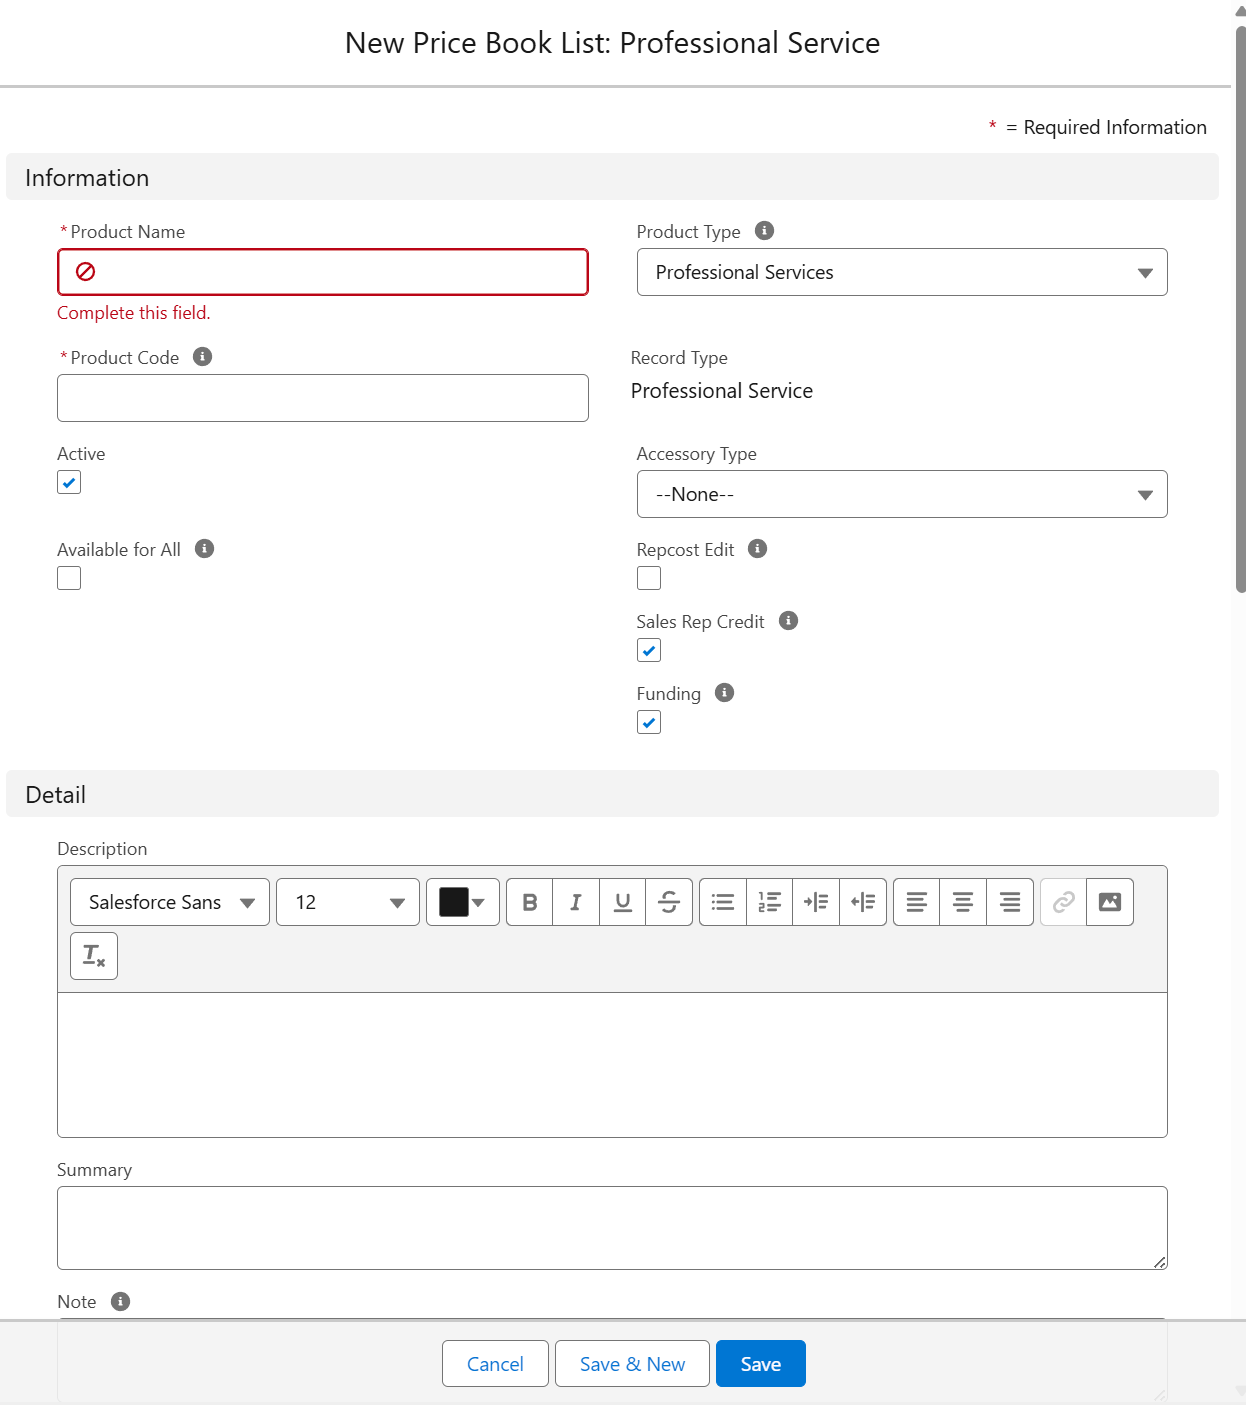 New Price Book List: Professional Service
* = Required Information
Information
*Product Name
Complete this field.
Product Type
Professional Services
*Product Code
Record Type
Professional Service
Active
Accessory Type
--None--
Available for All
Repcost Edit
Sales Rep Credit
Funding
Detail
Description
Salesforce Sans
12
B I U S
Summary
Note
Cancel
Save & New
Save